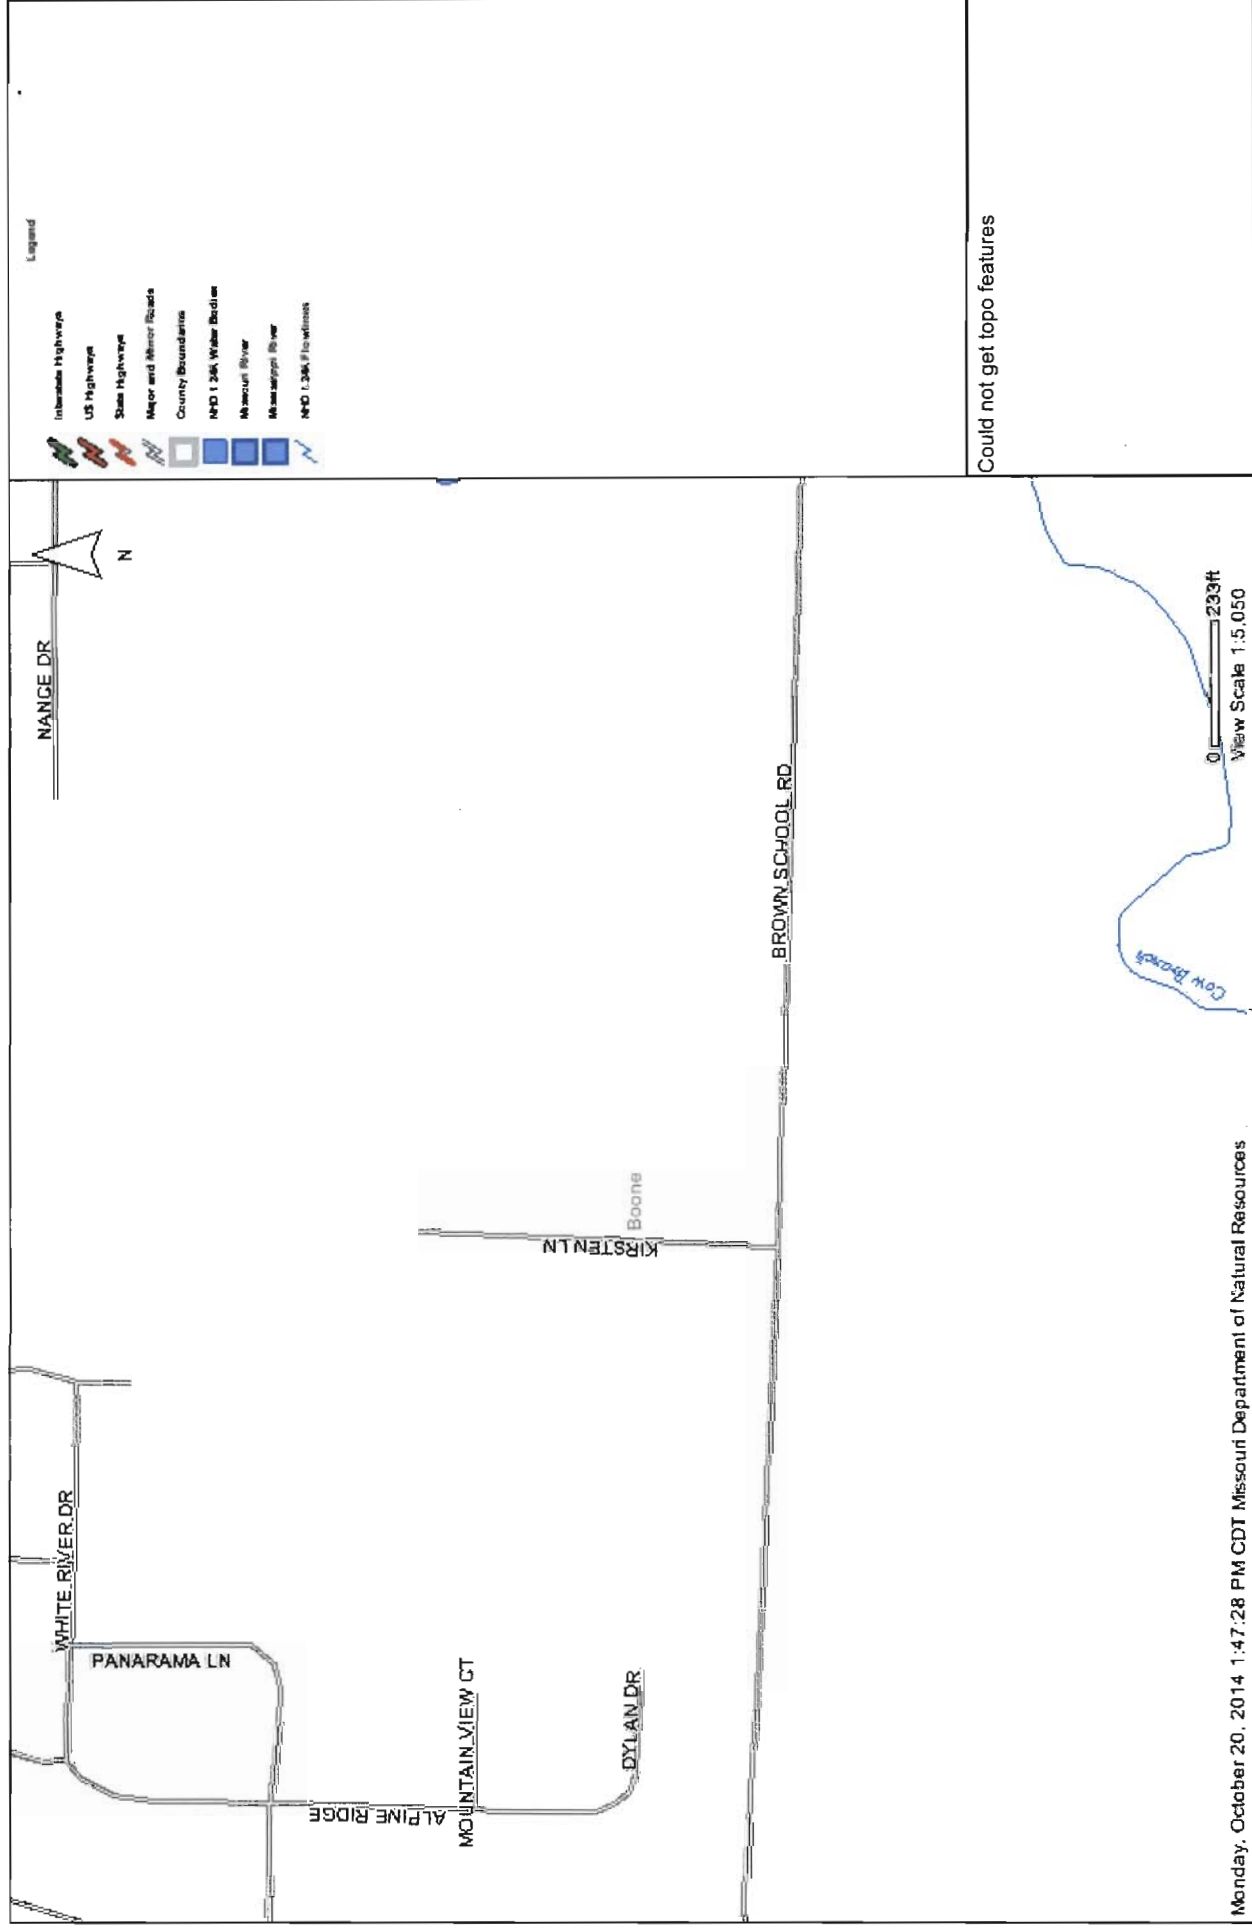 NANCE DR
N
WHITE RIVER DR
PANARAMA LN
ALPINE RIDGE
MOUNTAIN VIEW CT
DYLAN DR
KIRSTEN LN
Boone
BROWN SCHOOL RD
Cow Branch
0 233ft
View Scale 1:5,050
Legend
Interstate Highways
US Highways
State Highways
Major and Minor Roads
County Boundaries
NHD 1:24K Water Bodies
Missouri River
Mississippi River
NHD 1:24K Flowlines
Could not get topo features
Monday, October 20, 2014 1:47:28 PM CDT Missouri Department of Natural Resources